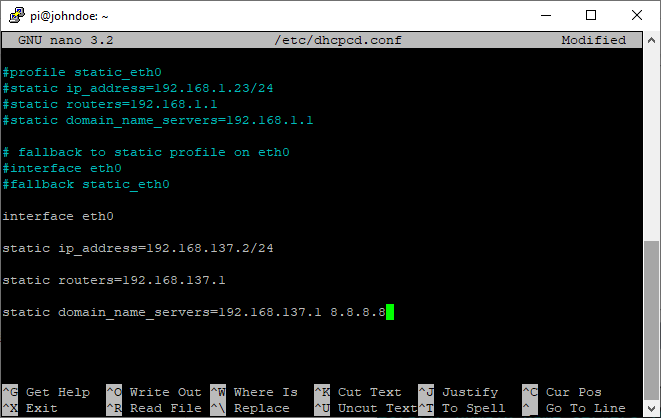 pi@johndoe: ~
GNU nano 3.2 /etc/dhcpcd.conf Modified
#profile static_eth0
#static ip_address=192.168.1.23/24
#static routers=192.168.1.1
#static domain_name_servers=192.168.1.1
# fallback to static profile on eth0
#interface eth0
#fallback static_eth0
interface eth0
static ip_address=192.168.137.2/24
static routers=192.168.137.1
static domain_name_servers=192.168.137.1 8.8.8.8
^G Get Help ^O Write Out ^W Where Is ^K Cut Text ^J Justify ^C Cur Pos
^X Exit ^R Read File ^\ Replace ^U Uncut Text ^T To Spell ^_ Go To Line